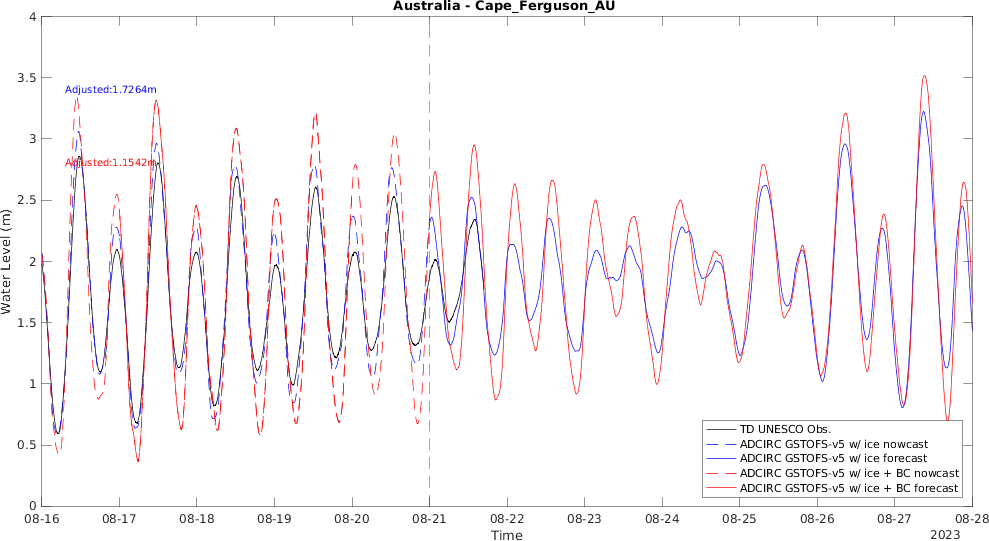 Australia - Cape_Ferguson_AU
4
3.5
3
2.5
2
1.5
1
0.5
0
Water Level (m)
Adjusted:1.7264m
Adjusted:1.1542m
TD UNESCO Obs.
ADCIRC GSTOFS-v5 w/ ice nowcast
ADCIRC GSTOFS-v5 w/ ice forecast
ADCIRC GSTOFS-v5 w/ ice + BC nowcast
ADCIRC GSTOFS-v5 w/ ice + BC forecast
08-16 08-17 08-18 08-19 08-20 08-21 08-22 08-23 08-24 08-25 08-26 08-27 08-28
Time
2023